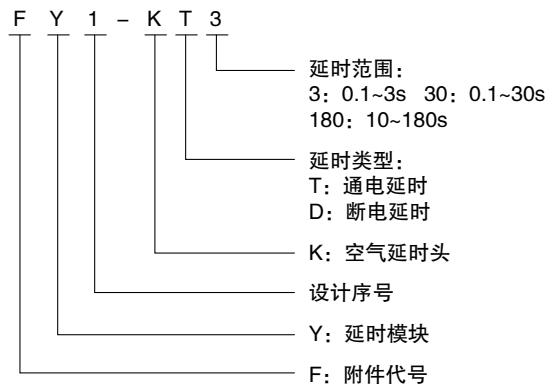 F Y 1 - K T 3
延时范围：
3：0.1~3s 30：0.1~30s
180：10~180s
延时类型：
T：通电延时
D：断电延时
K：空气延时头
设计序号
Y：延时模块
F：附件代号